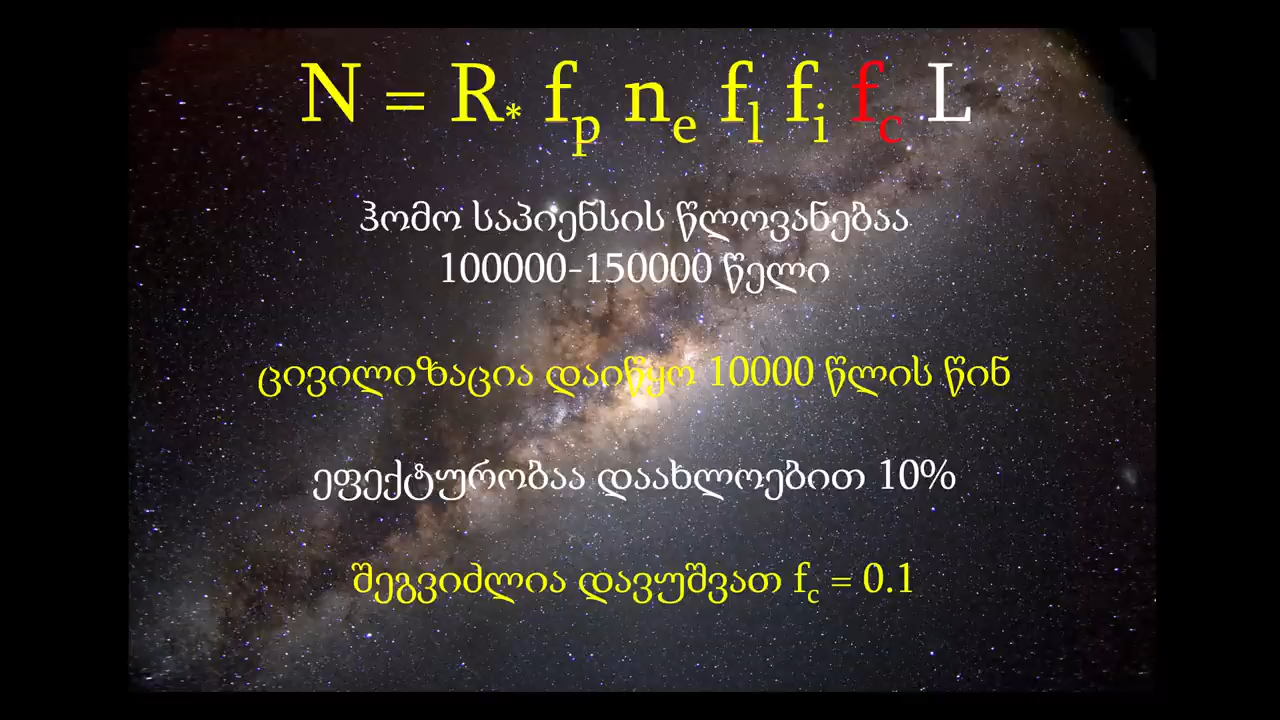 N = R* fp ne fl fi fc L
ჰომო საპიენსის წლოვანებაა
100000-150000 წელი
ცივილიზაცია დაიწყო 10000 წლის წინ
ეფექტურობაა დაახლოებით 10%
შეგვიძლია დავუშვათ fc = 0.1